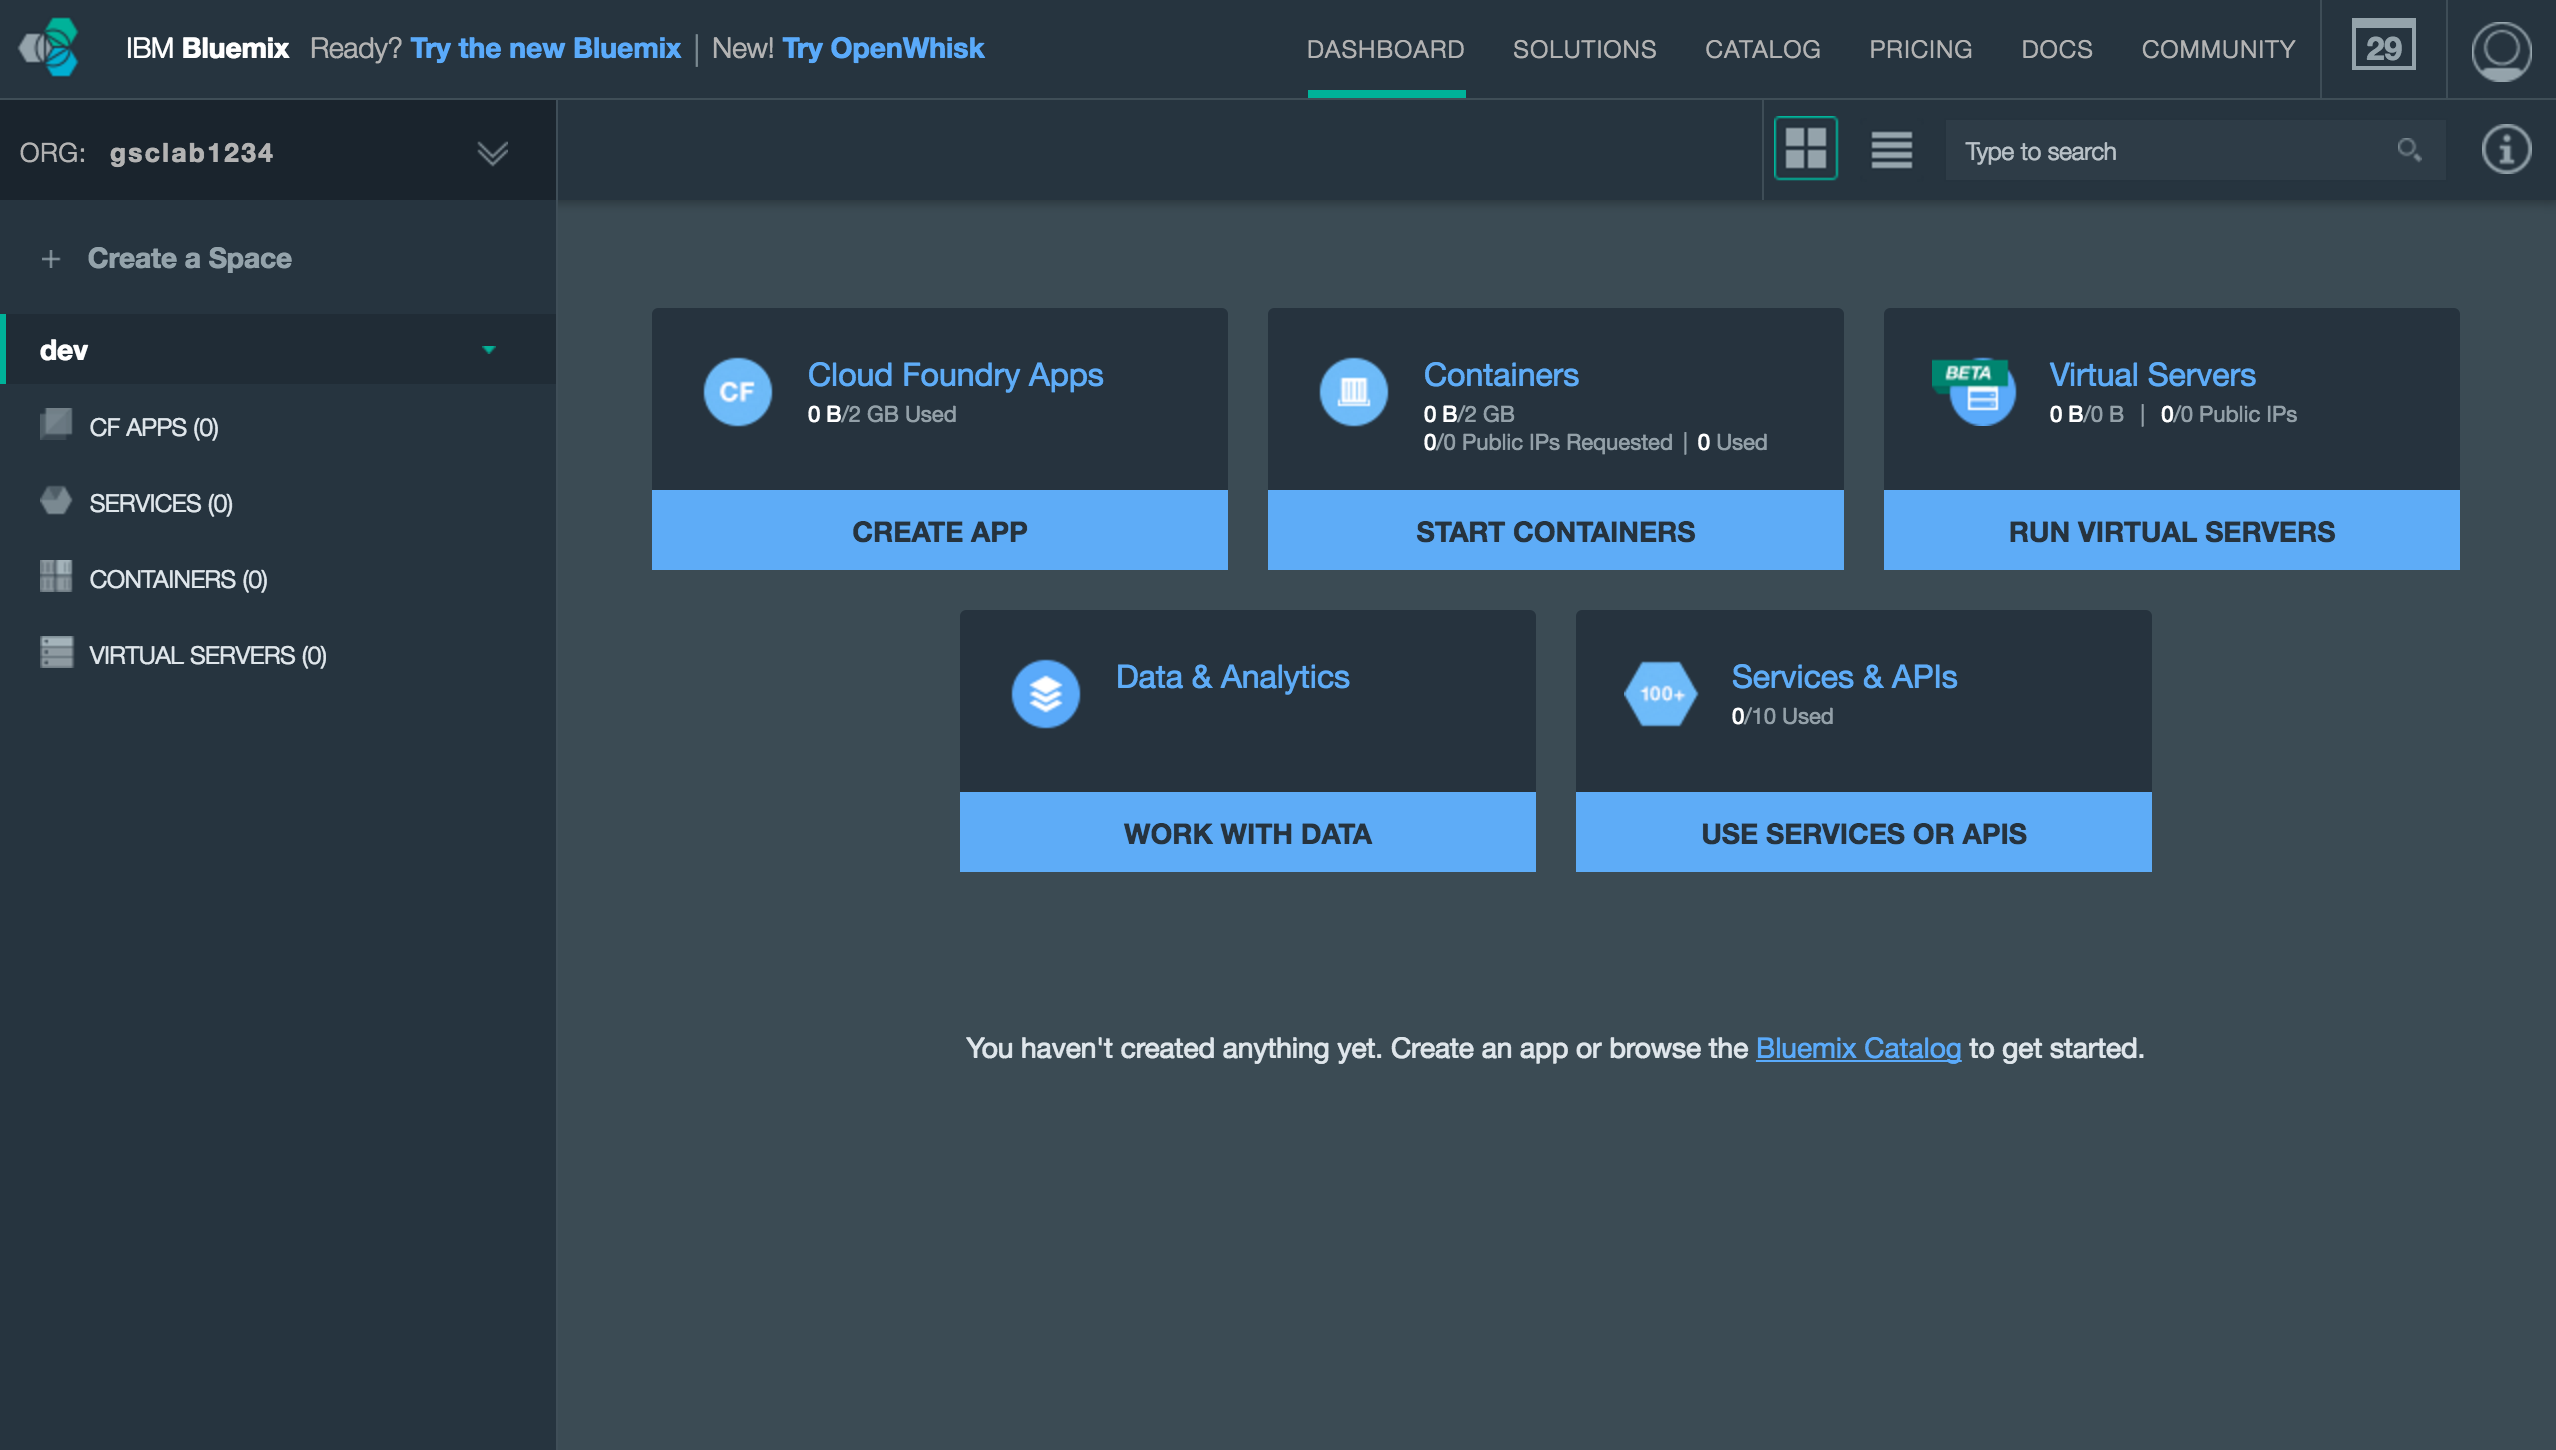 IBM Bluemix Ready? Try the new Bluemix | New! Try OpenWhisk
DASHBOARD SOLUTIONS CATALOG PRICING DOCS COMMUNITY 29
ORG: gsclab1234
Type to search
+ Create a Space
dev
CF APPS (0)
SERVICES (0)
CONTAINERS (0)
VIRTUAL SERVERS (0)
CF
Cloud Foundry Apps
0 B/2 GB Used
CREATE APP
Containers
0 B/2 GB
0/0 Public IPs Requested | 0 Used
START CONTAINERS
BETA
Virtual Servers
0 B/0 B | 0/0 Public IPs
RUN VIRTUAL SERVERS
Data & Analytics
WORK WITH DATA
100+
Services & APIs
0/10 Used
USE SERVICES OR APIS
You haven't created anything yet. Create an app or browse the Bluemix Catalog to get started.